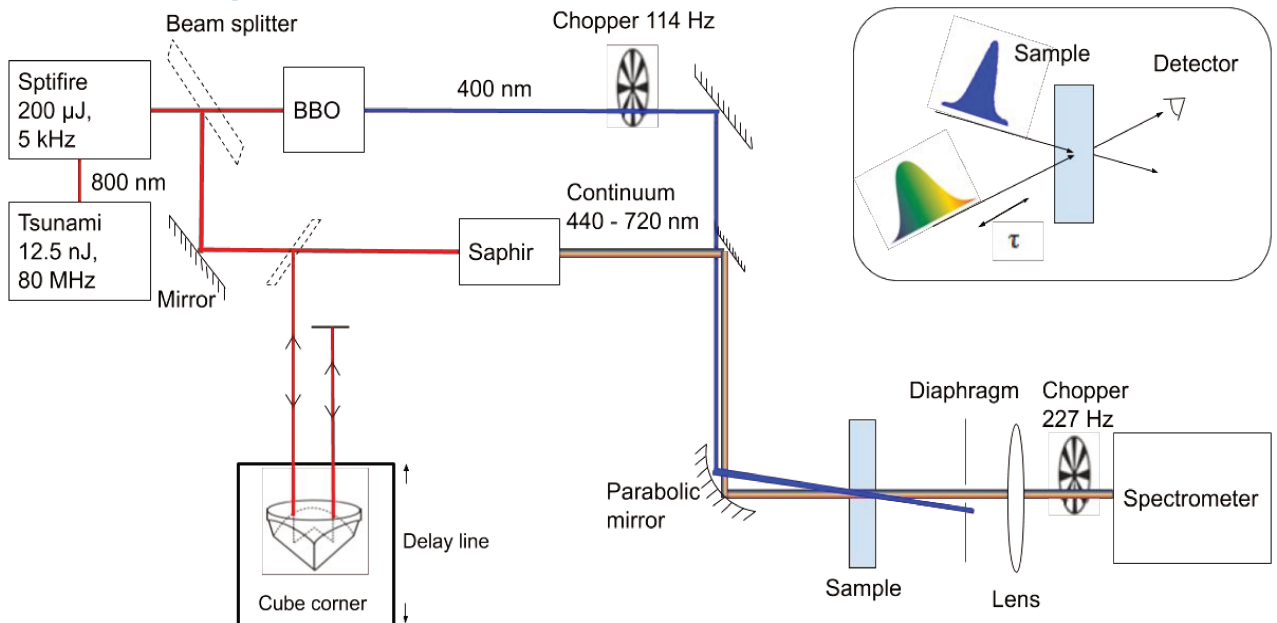 Beam splitter
Chopper 114 Hz
Sptifire
200 µJ,
5 kHz
BBO
400 nm
800 nm
Tsunami
12.5 nJ,
80 MHz
Mirror
Continuum
440 - 720 nm
Saphir
Sample
Detector
τ
Delay line
Cube corner
Parabolic
mirror
Sample
Diaphragm
Lens
Chopper
227 Hz
Spectrometer